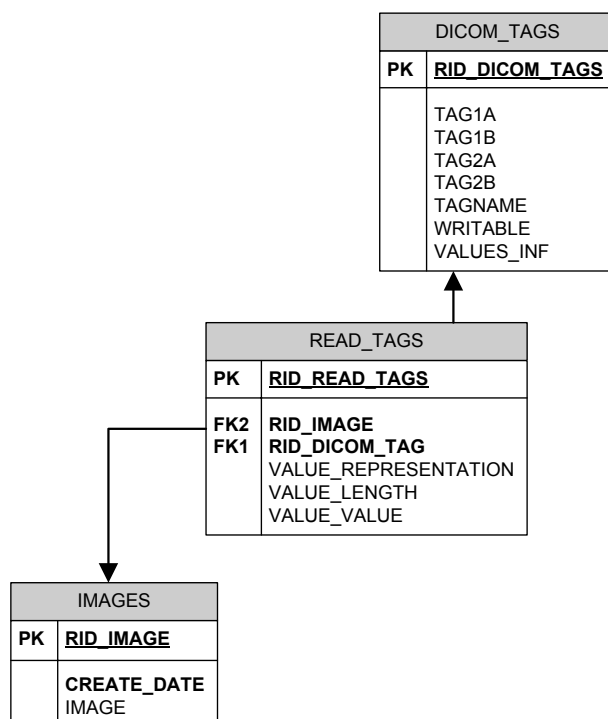 DICOM_TAGS
PK RID_DICOM_TAGS
TAG1A
TAG1B
TAG2A
TAG2B
TAGNAME
WRITABLE
VALUES_INF
READ_TAGS
PK RID_READ_TAGS
FK2 RID_IMAGE
FK1 RID_DICOM_TAG
VALUE_REPRESENTATION
VALUE_LENGTH
VALUE_VALUE
IMAGES
PK RID_IMAGE
CREATE_DATE
IMAGE